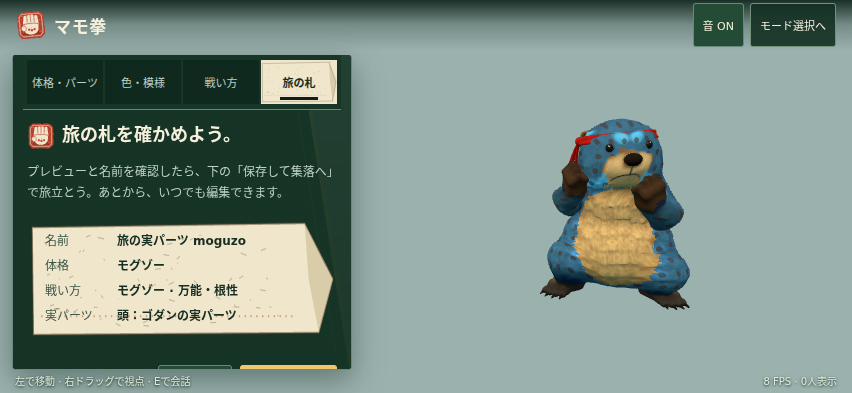 マモ拳
音 ON
モード選択へ
体格・パーツ
色・模様
戦い方
旅の札
旅の札を確かめよう。
プレビューと名前を確認したら、下の「保存して集落へ」
で旅立とう。あとから、いつでも編集できます。
名前 旅の実パーツ moguzo
体格 モグゾー
戦い方 モグゾー・万能・根性
実パーツ 頭：ゴダンの実パーツ
左で移動・右ドラッグで視点・Eで会話
8 FPS · 0人表示